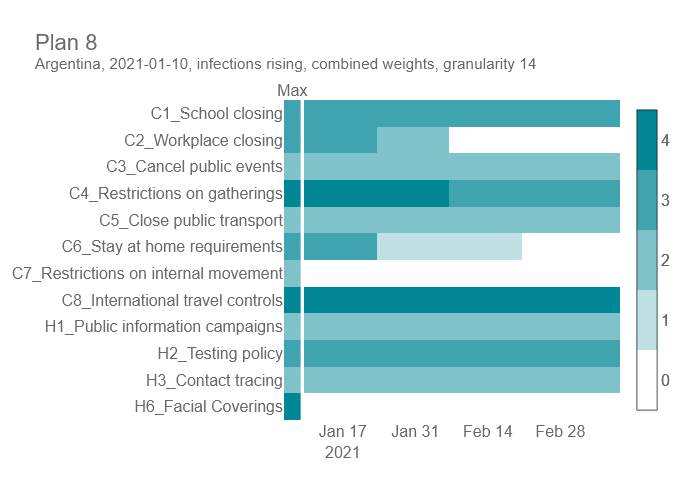 Plan 8
Argentina, 2021-01-10, infections rising, combined weights, granularity 14
Max
C1_School closing
C2_Workplace closing
C3_Cancel public events
C4_Restrictions on gatherings
C5_Close public transport
C6_Stay at home requirements
C7_Restrictions on internal movement
C8_International travel controls
H1_Public information campaigns
H2_Testing policy
H3_Contact tracing
H6_Facial Coverings
4
3
2
1
0
Jan 17 Jan 31 Feb 14 Feb 28
2021